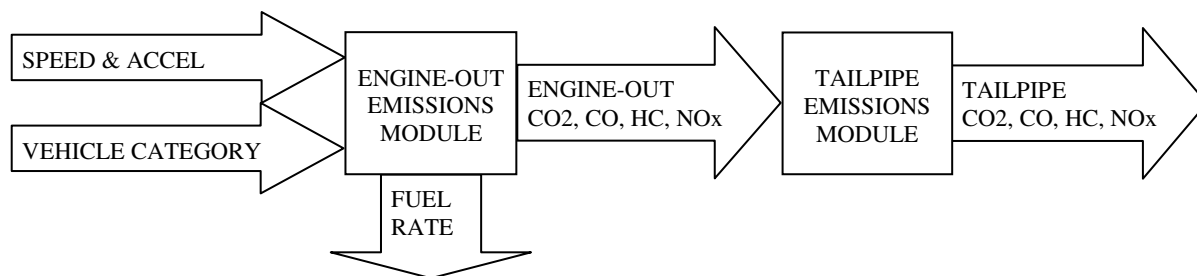 SPEED & ACCEL
VEHICLE CATEGORY
ENGINE-OUT
EMISSIONS
MODULE
FUEL
RATE
ENGINE-OUT
CO2, CO, HC, NOx
TAILPIPE
EMISSIONS
MODULE
TAILPIPE
CO2, CO, HC, NOx